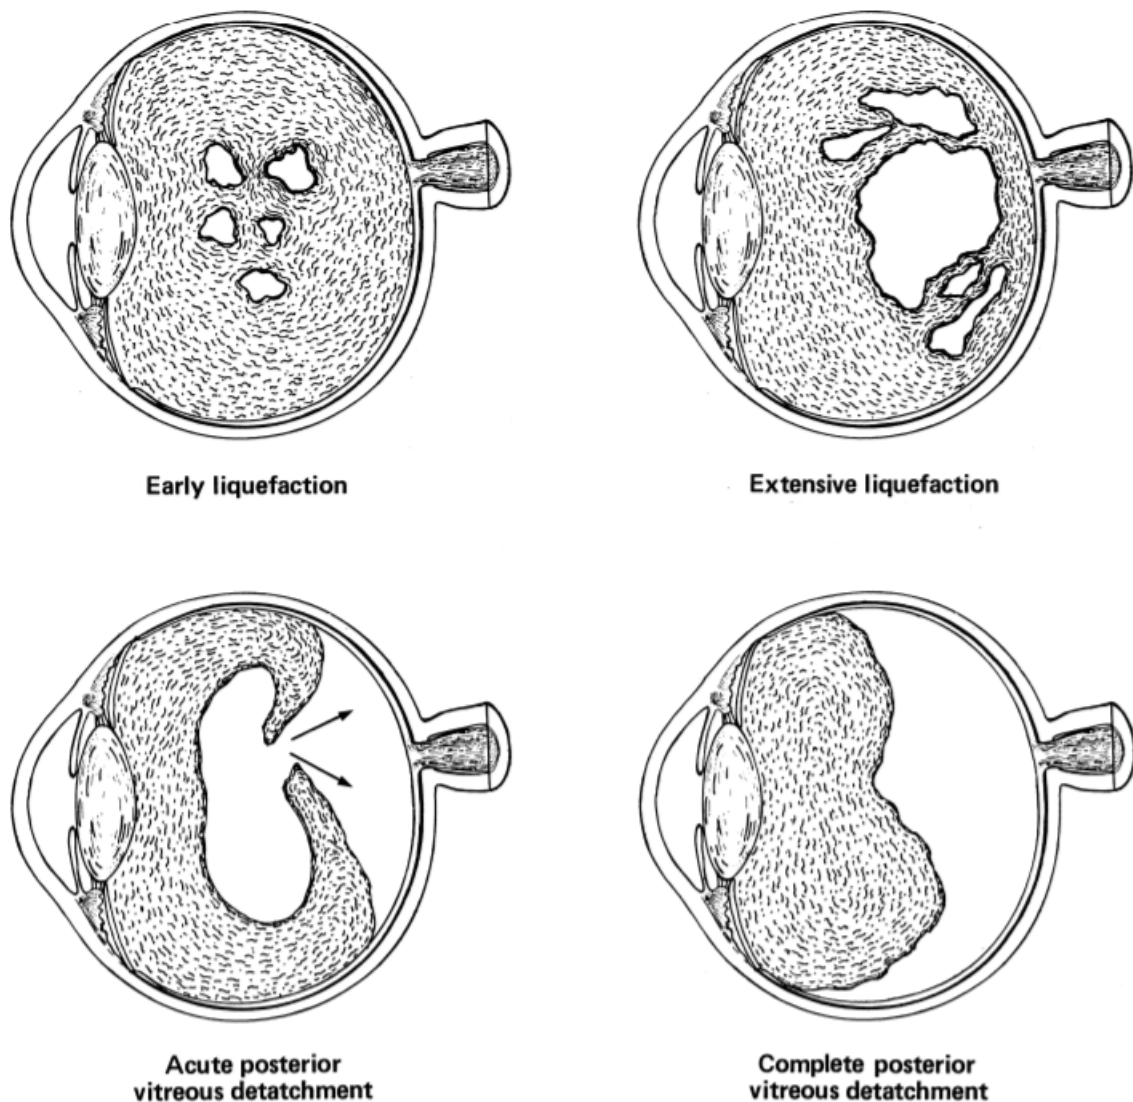 Early liquefaction
Extensive liquefaction
Acute posterior
vitreous detatchment
Complete posterior
vitreous detatchment